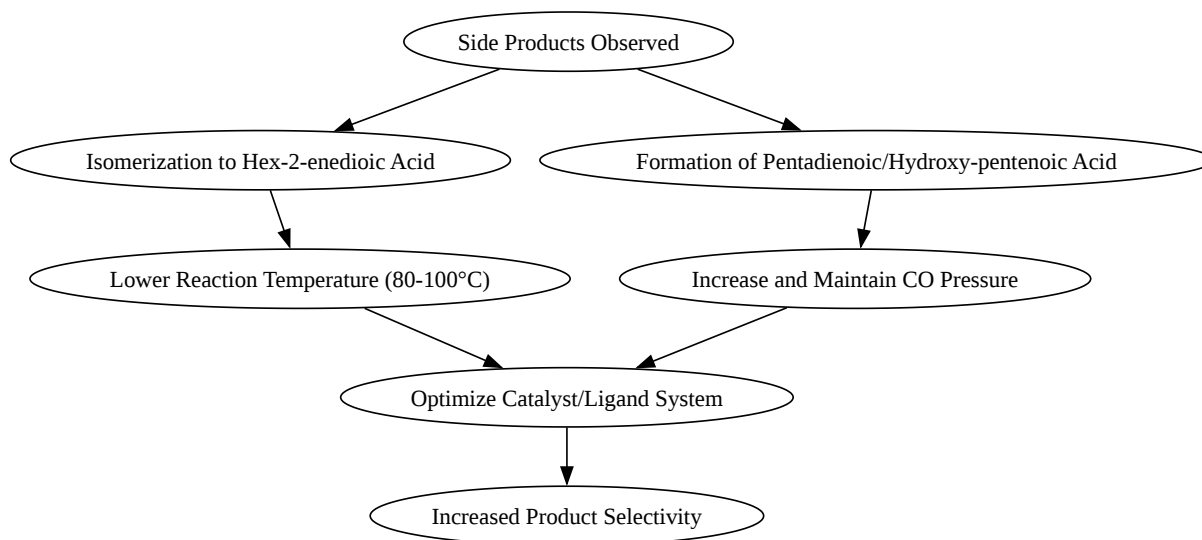 Side Products Observed
Isomerization to Hex-2-enedioic Acid
Formation of Pentadienoic/Hydroxy-pentenoic Acid
Lower Reaction Temperature (80-100°C)
Increase and Maintain CO Pressure
Optimize Catalyst/Ligand System
Increased Product Selectivity